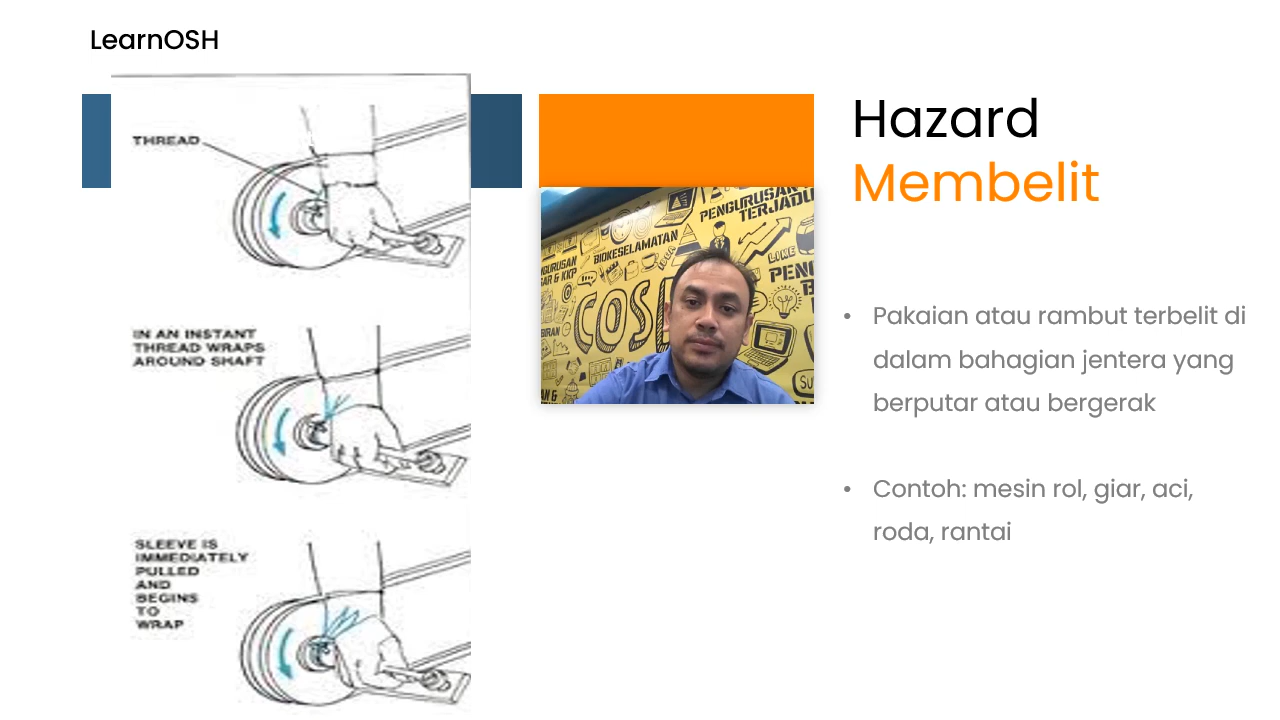 LearnOSH
THREAD
IN AN INSTANT
THREAD WRAPS
AROUND SHAFT
SLEEVE IS
IMMEDIATELY
PULLED
AND
BEGINS
TO
WRAP
PENGURUSAN
TERJADU
BIOKESELAMATAN
LIKE
COS
Hazard
Membelit
• Pakaian atau rambut terbelit di
dalam bahagian jentera yang
berputar atau bergerak
• Contoh: mesin rol, giar, aci,
roda, rantai